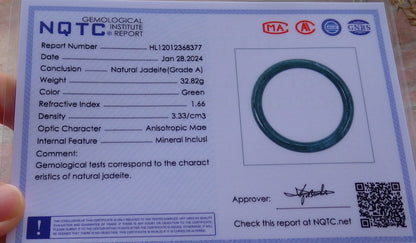 NQTC
GEMOLOGICAL
INSTITUTE
REPORT
MA
CNAS
Report Number HL12012368377
Date Jan 28,2024
Conclusion Natural Jadeite(Grade A)
Weight 32.82g
Color Green
Refractive Index 1.66
Density 3.33/cm3
Optic Character Anisotropic Mae
Internal Feature Mineral Inclusi
Comment:
Gemological tests correspond to the charact
eristics of natural jadeite.
Approver:
Check this report at NQTC.net